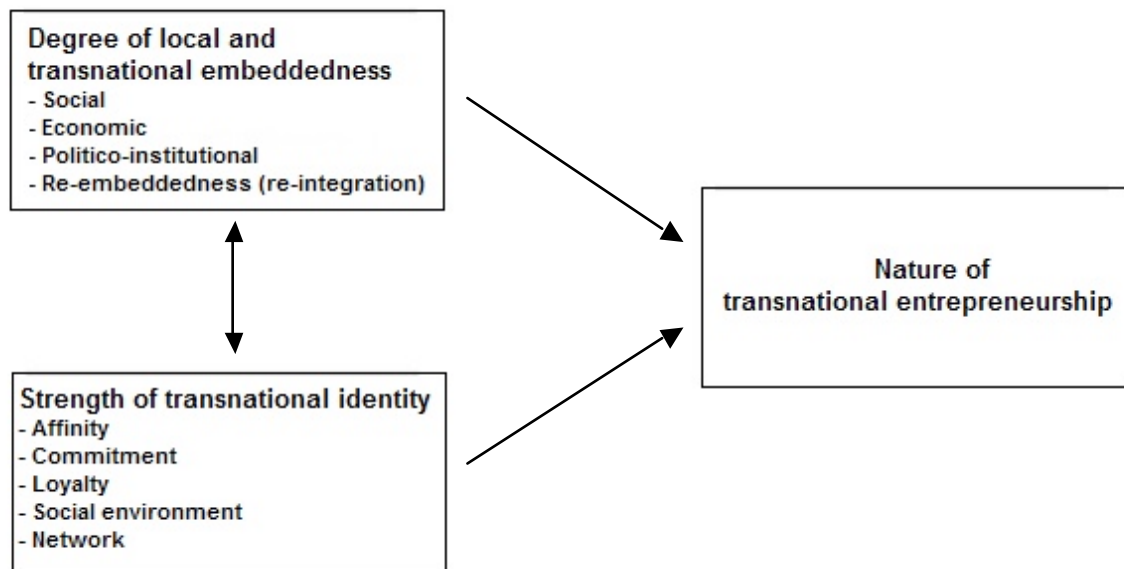 Degree of local and
transnational embeddedness
- Social
- Economic
- Politico-institutional
- Re-embeddedness (re-integration)
Nature of
transnational entrepreneurship
Strength of transnational identity
- Affinity
- Commitment
- Loyalty
- Social environment
- Network